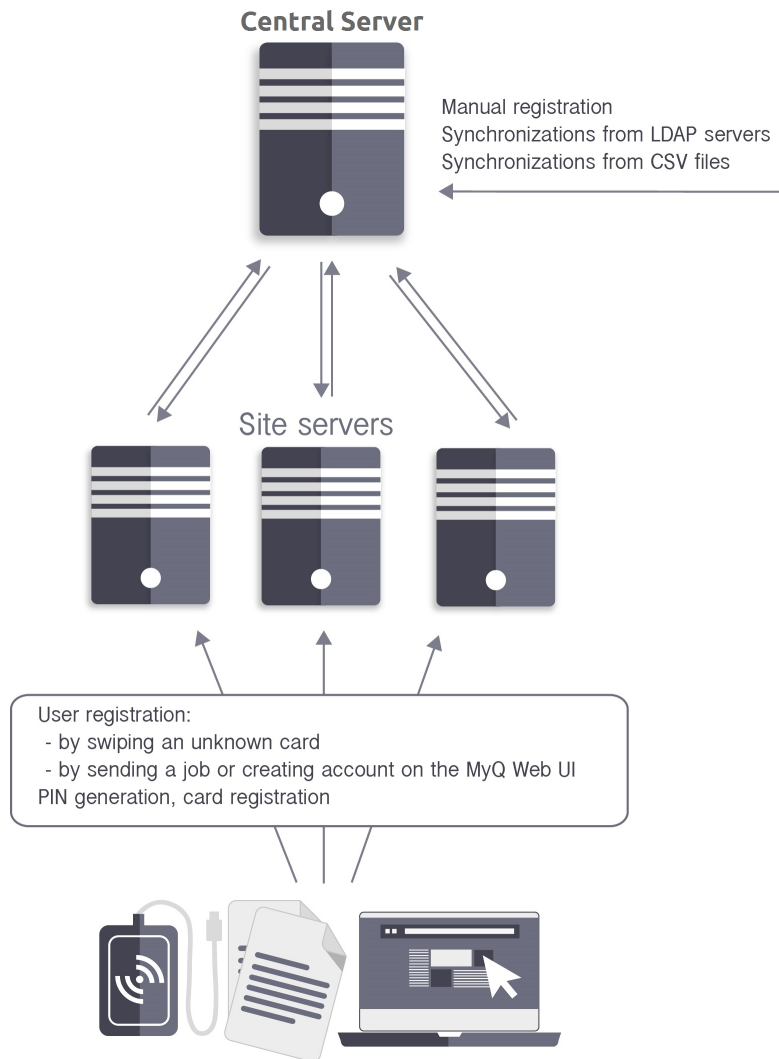 Central Server
Manual registration
Synchronizations from LDAP servers
Synchronizations from CSV files
Site servers
User registration:
- by swiping an unknown card
- by sending a job or creating account on the MyQ Web UI
PIN generation, card registration